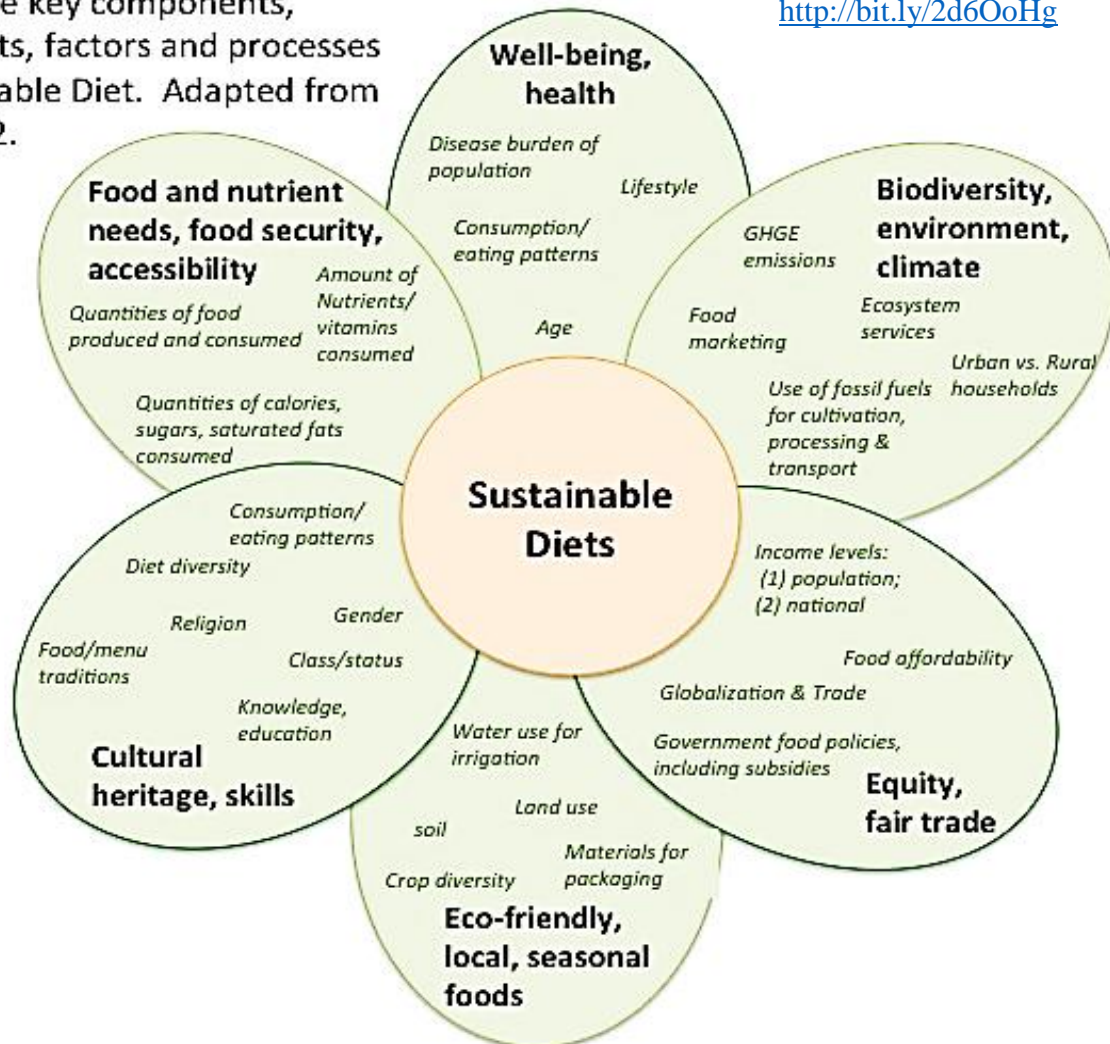 e key components,
ts, factors and processes
able Diet. Adapted from
2.
http://bit.ly/2d6OoHg
Well-being,
health
Disease burden of
population
Lifestyle
Consumption/
eating patterns
Age
Food and nutrient
needs, food security,
accessibility
Amount of
Nutrients/
vitamins
consumed
Quantities of food
produced and consumed
Quantities of calories,
sugars, saturated fats
consumed
Biodiversity,
environment,
climate
GHGE
emissions
Ecosystem
services
Food
marketing
Urban vs. Rural
households
Use of fossil fuels
for cultivation,
processing &
transport
Sustainable
Diets
Consumption/
eating patterns
Diet diversity
Religion
Gender
Food/menu
traditions
Class/status
Knowledge,
education
Cultural
heritage, skills
Income levels:
(1) population;
(2) national
Food affordability
Globalization & Trade
Government food policies,
including subsidies
Equity,
fair trade
Water use for
irrigation
Land use
soil
Materials for
packaging
Crop diversity
Eco-friendly,
local, seasonal
foods